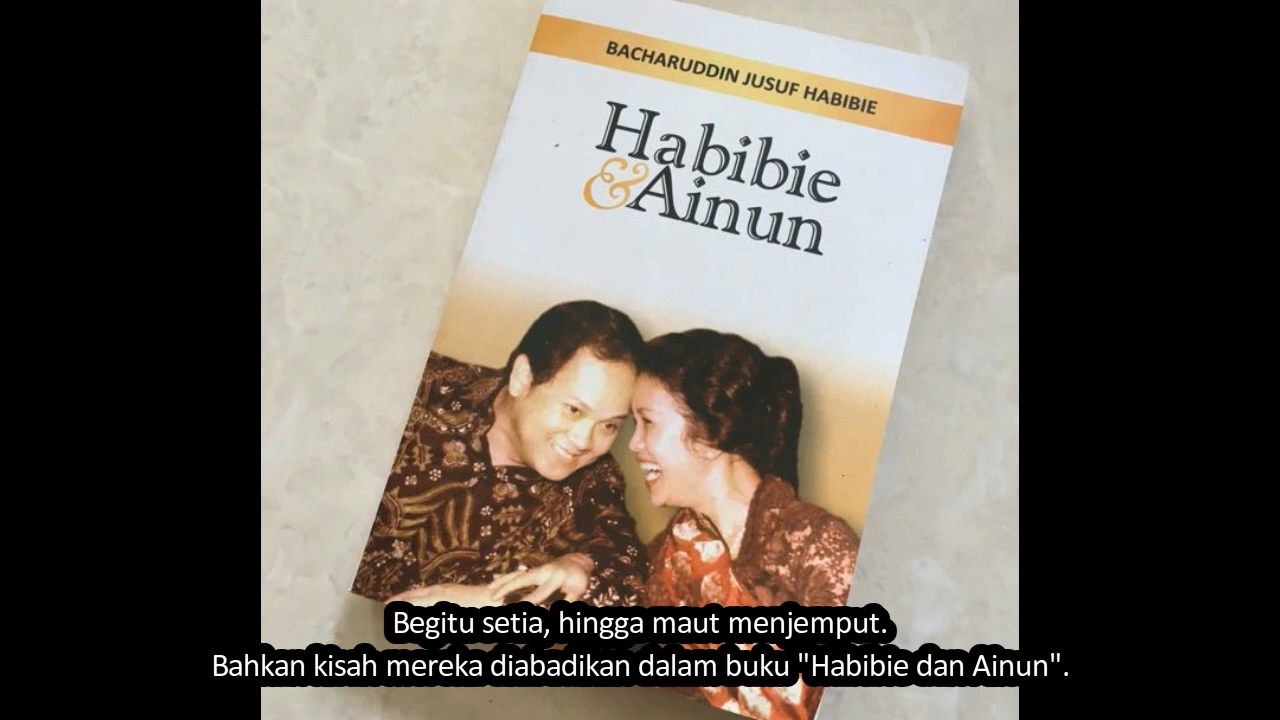 BACHARUDDIN JUSUF HABIBIE
Habibie
&Ainun
Begitu setia, hingga maut menjemput.
Bahkan kisah mereka diabadikan dalam buku "Habibie dan Ainun".